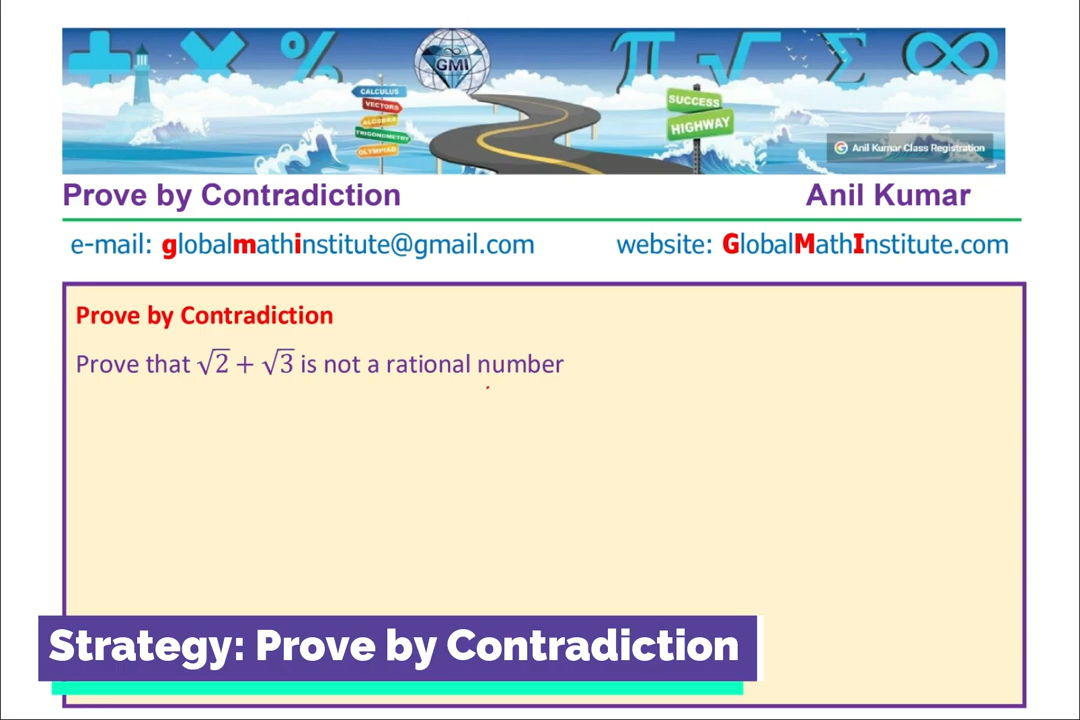 GMI
CALCULUS
VECTORS
ALGEBRA
TRIGONOMETRY
OLYMPIAD
SUCCESS
HIGHWAY
Anil Kumar Class Registration
Prove by Contradiction Anil Kumar
e-mail: globalmathinstitute@gmail.com website: GlobalMathInstitute.com
Prove by Contradiction
Prove that √2 + √3 is not a rational number
Strategy: Prove by Contradiction